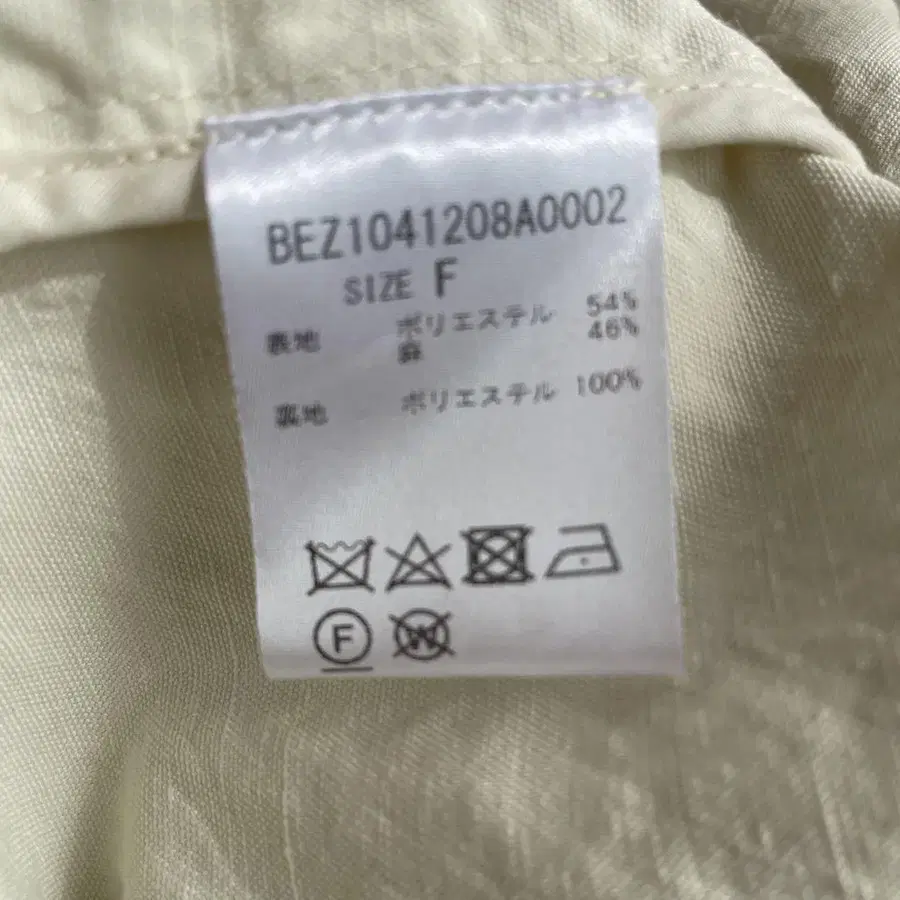 BEZ1041208A0002
SIZE F
表地 ポリエステル 54%
麻 46%
裏地 ポリエステル 100%
F W